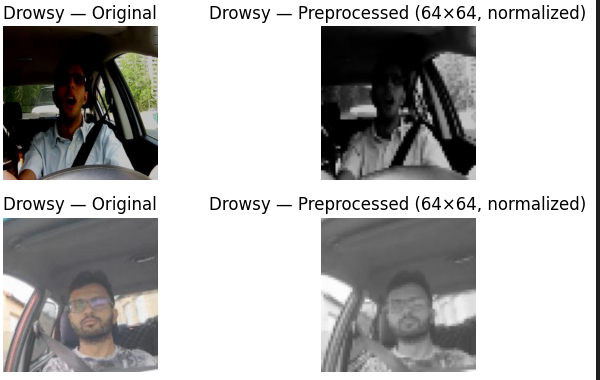 Drowsy — Original
Drowsy — Preprocessed (64×64, normalized)
Drowsy — Original
Drowsy — Preprocessed (64×64, normalized)